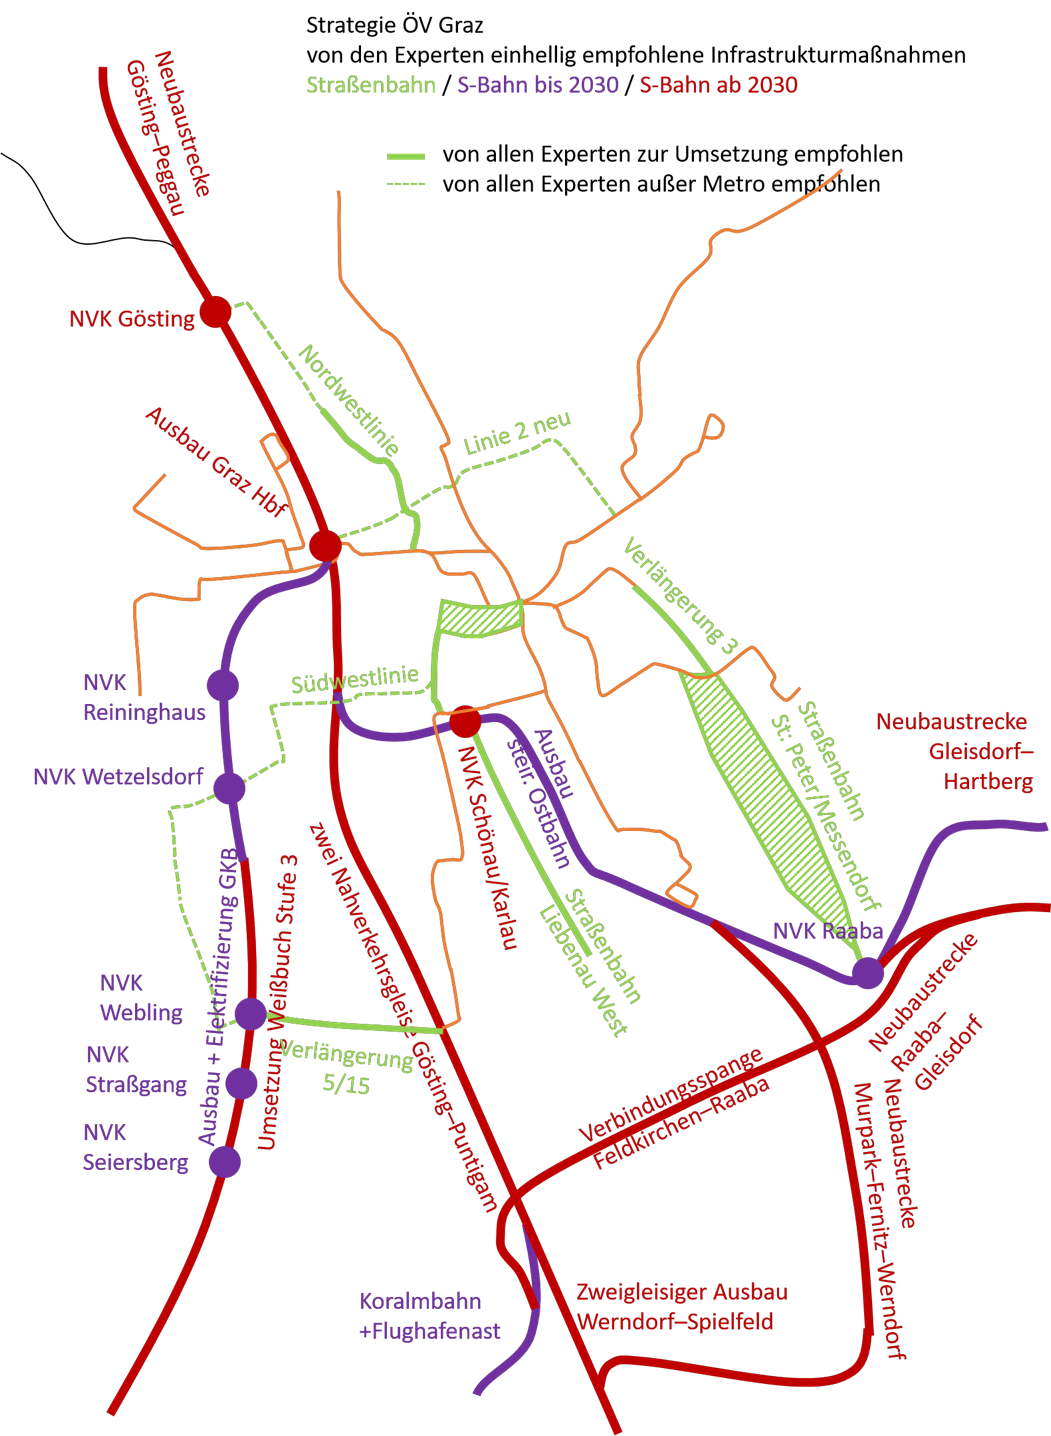 Strategie ÖV Graz
von den Experten einhellig empfohlene Infrastrukturmaßnahmen
Straßenbahn / S-Bahn bis 2030 / S-Bahn ab 2030
von allen Experten zur Umsetzung empfohlen
von allen Experten außer Metro empfohlen
Neubaustrecke
Gösting–Peggau
NVK Gösting
Nordwestlinie
Ausbau Graz Hbf
Linie 2 neu
Verlängerung 3
Südwestlinie
NVK
Reininghaus
NVK Wetzelsdorf
Straßenbahn
St: Peter/Messendorf
Neubaustrecke
Gleisdorf–
Hartberg
Ausbau
steir. Ostbahn
NVK Schönau/Karlau
zwei Nahverkehrsgleise Gösting–Puntigam
Ausbau + Elektrifizierung GKB
Umsetzung Weißbuch Stufe 3
Straßenbahn
Liebenau West
NVK Raaba
NVK
Webling
Neubaustrecke
Raaba–
Gleisdorf
NVK
Straßgang
Verlängerung
5/15
NVK
Seiersberg
Verbindungsspange
Feldkirchen–Raaba
Neubaustrecke
Murpark–Fernitz–Werndorf
Koralmbahn
+Flughafenast
Zweigleisiger Ausbau
Werndorf–Spielfeld